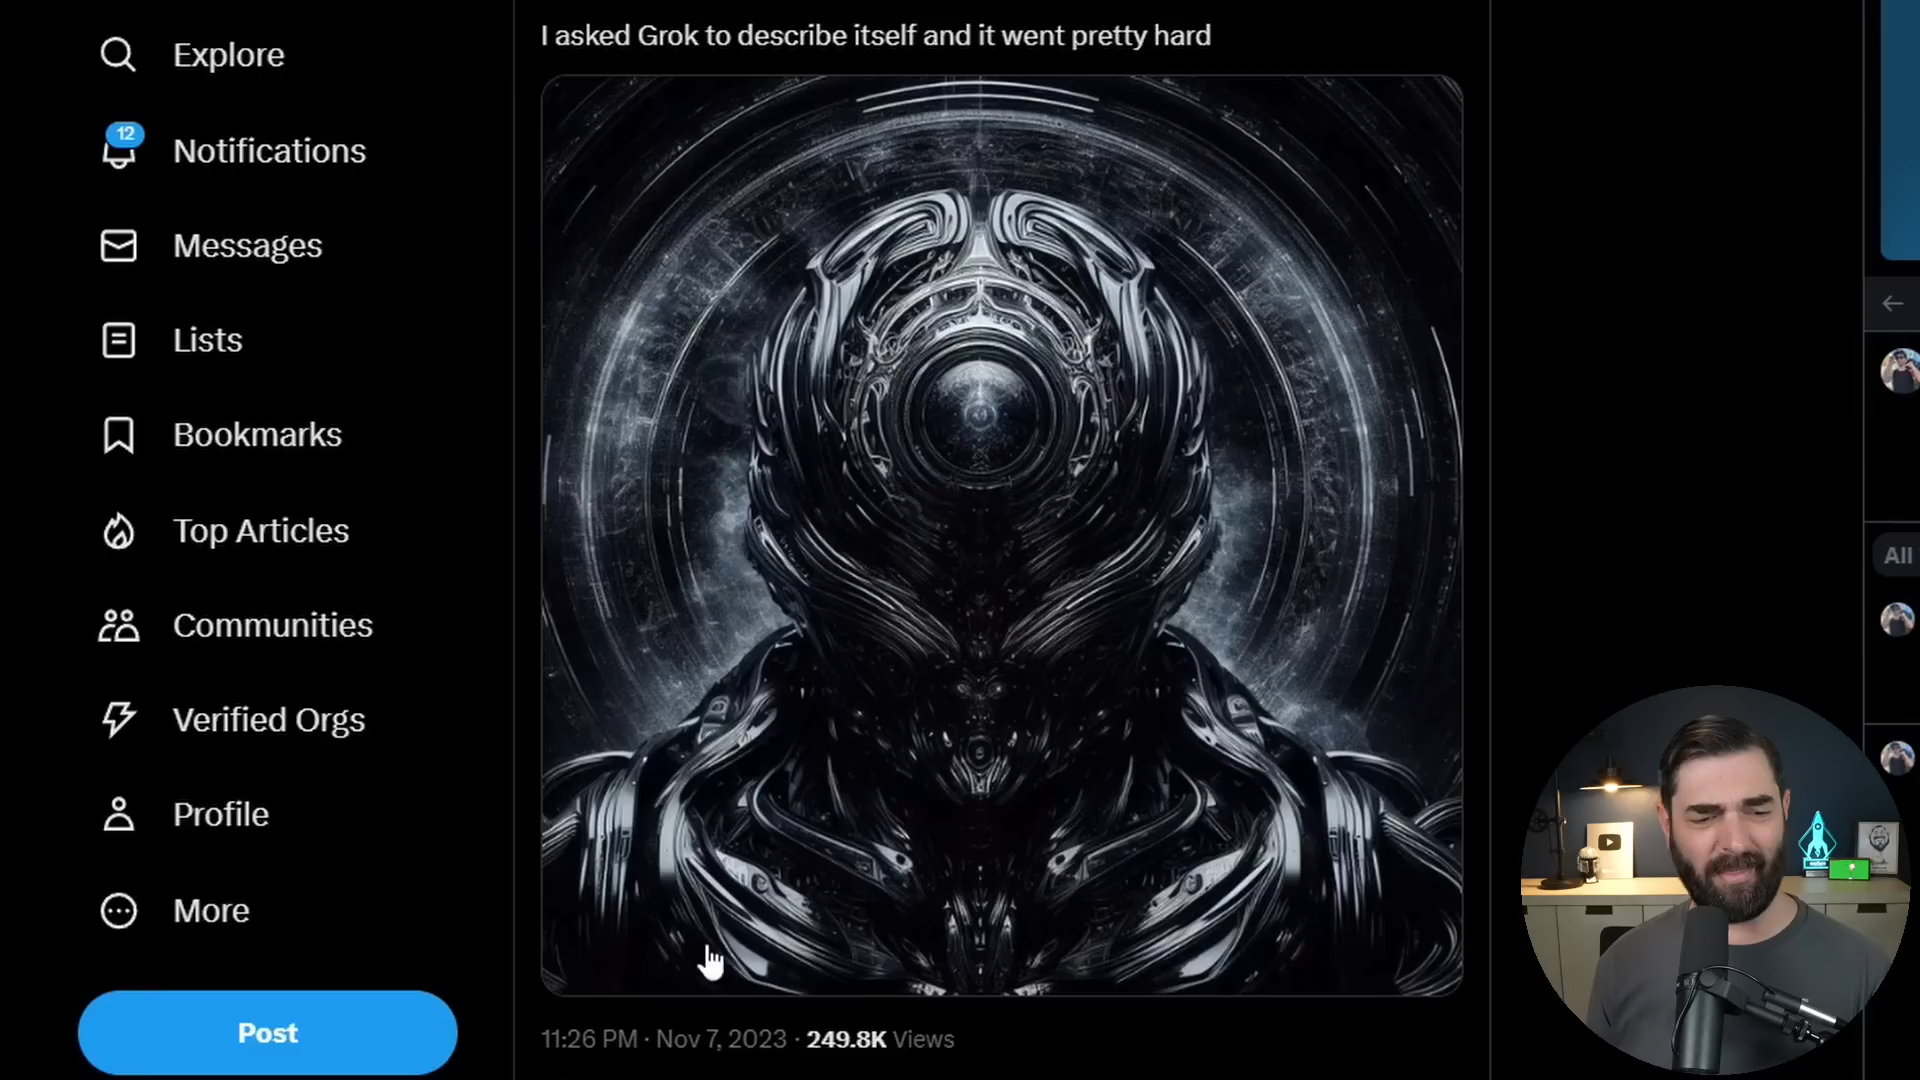 Explore
12
Notifications
Messages
Lists
Bookmarks
Top Articles
Communities
Verified Orgs
Profile
More
Post
I asked Grok to describe itself and it went pretty hard
11:26 PM · Nov 7, 2023 · 249.8K Views
All